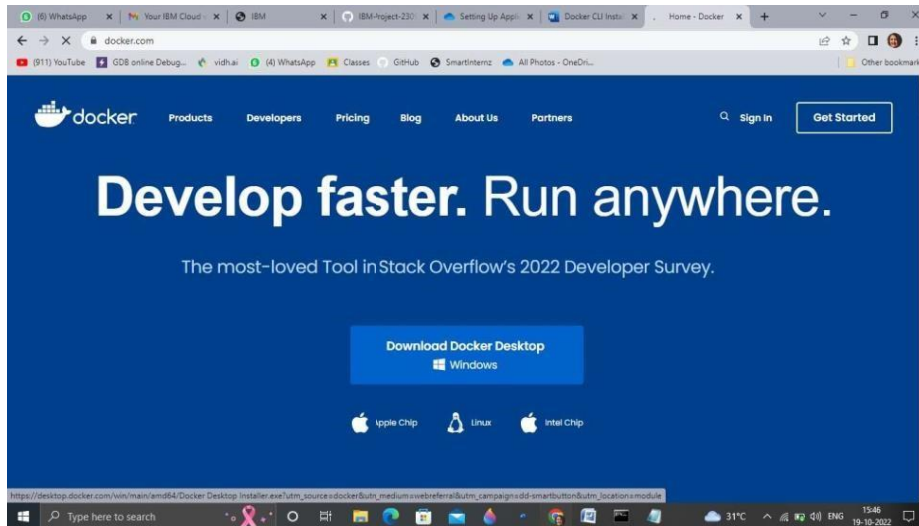 (6) WhatsApp
Your IBM Cloud
IBM
IBM-Project-230
Setting Up Appli
Docker CLI Instal
Home - Docker
docker.com
(911) YouTube
GDB online Debug...
vidh.ai
(4) WhatsApp
Classes
GitHub
Smartinternz
All Photos - OneDri...
Other bookmark
docker
Products
Developers
Pricing
Blog
About Us
Partners
Sign In
Get Started
Develop faster. Run anywhere.
The most-loved Tool in Stack Overflow's 2022 Developer Survey.
Download Docker Desktop
Windows
Apple Chip
Linux
Intel Chip
https://desktop.docker.com/win/main/amd64/Docker Desktop Installer.exe?utm_source=docker&utm_medium=webreferral&utm_campaign=dd-smartbutton&utm_location=module
Type here to search
31°C
ENG
15:46
19-10-2022